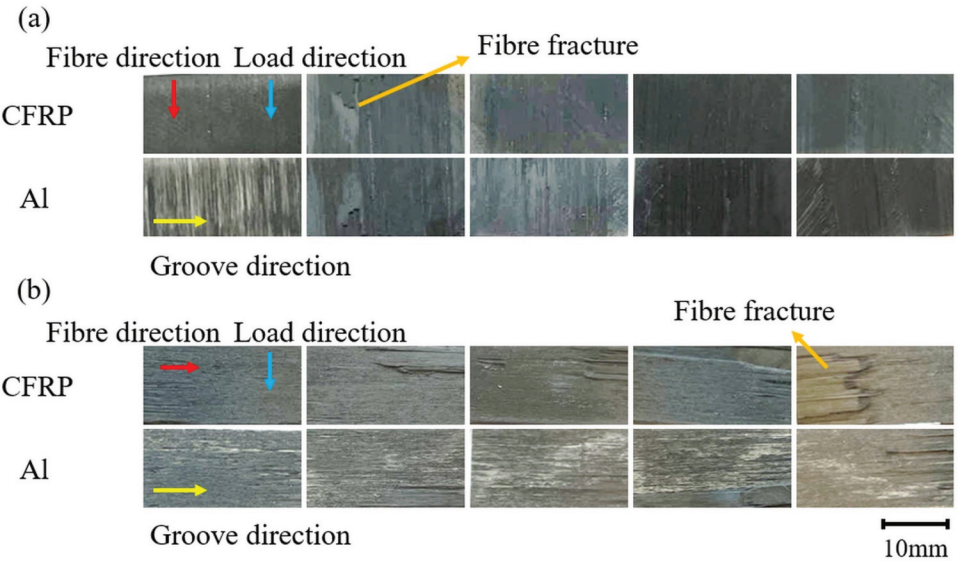 (a)
Fibre direction Load direction
Fibre fracture
CFRP
Al
Groove direction
(b)
Fibre direction Load direction
Fibre fracture
CFRP
Al
Groove direction
10mm